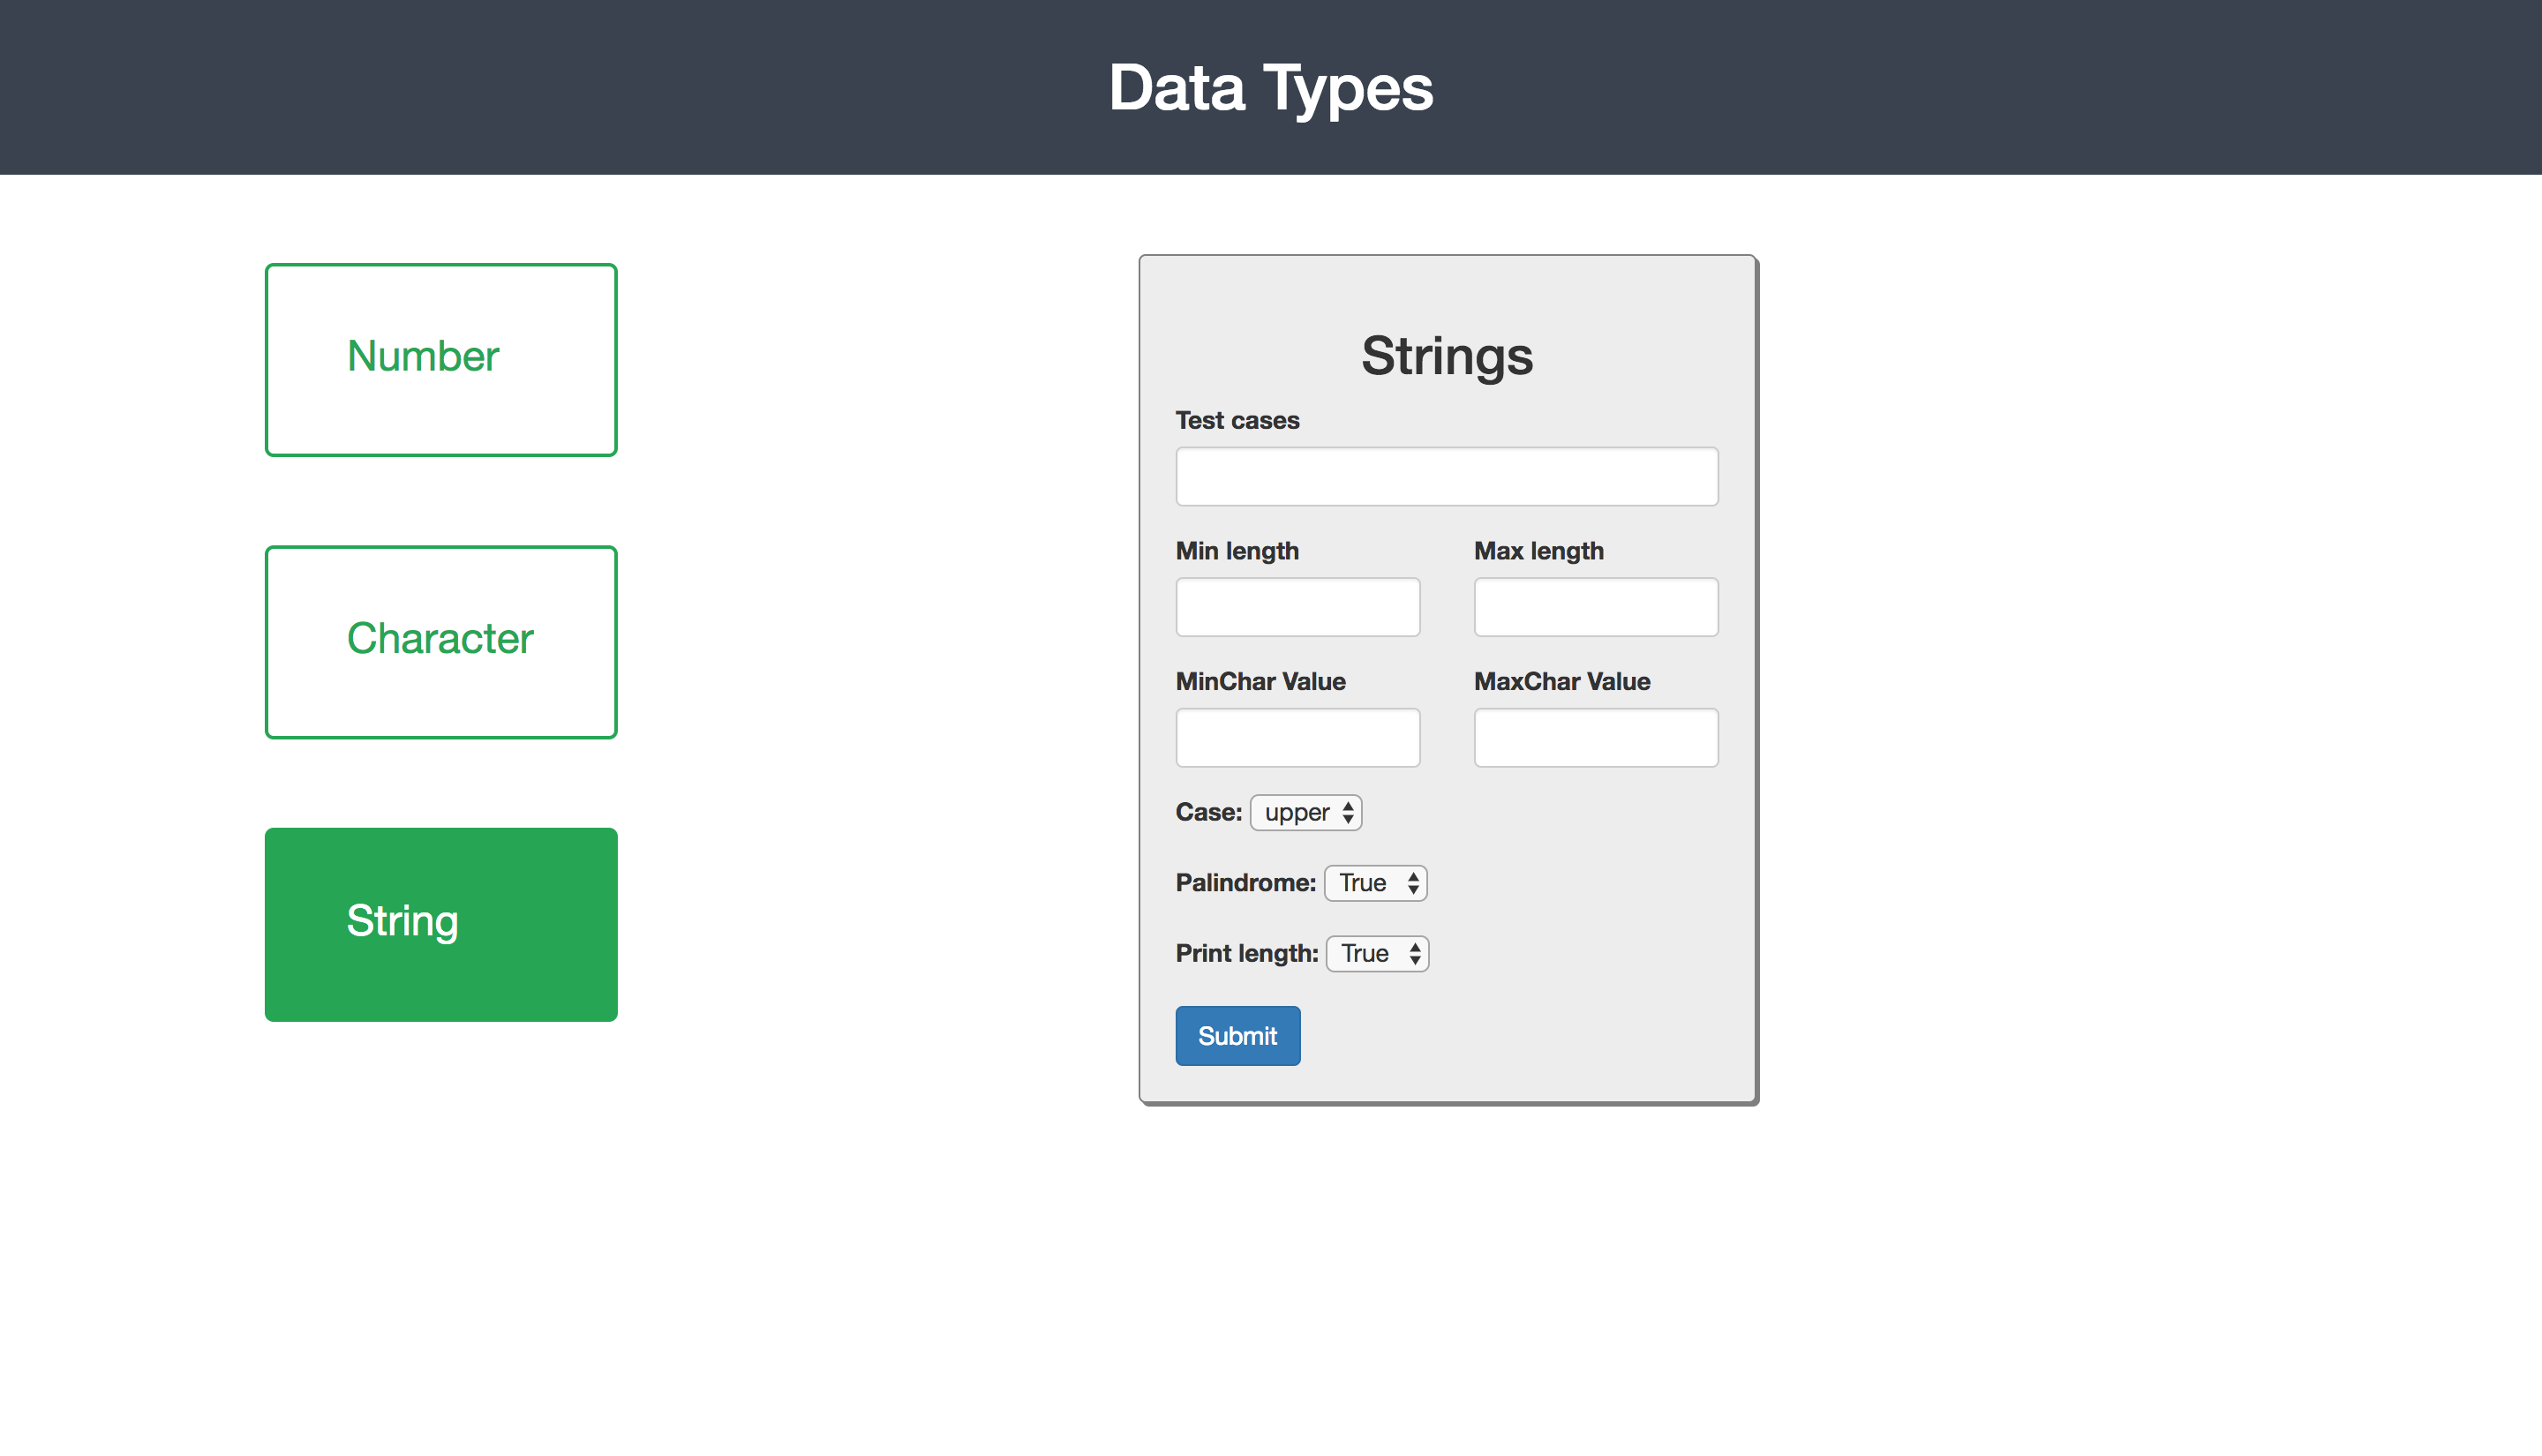 Data Types
Number
Character
String
Strings
Test cases
Min length Max length
MinChar Value MaxChar Value
Case: upper
Palindrome: True
Print length: True
Submit